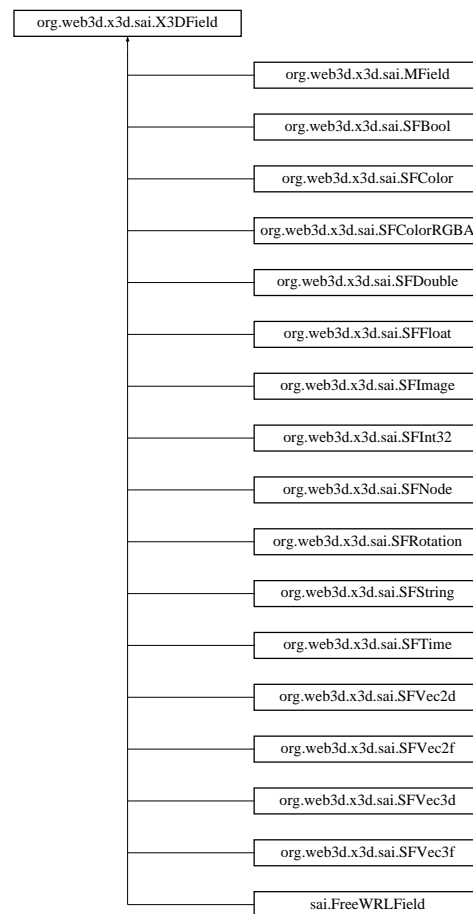 org.web3d.x3d.sai.X3DField
org.web3d.x3d.sai.MField
org.web3d.x3d.sai.SFBool
org.web3d.x3d.sai.SFColor
org.web3d.x3d.sai.SFColorRGBA
org.web3d.x3d.sai.SFDouble
org.web3d.x3d.sai.SFFloat
org.web3d.x3d.sai.SFImage
org.web3d.x3d.sai.SFInt32
org.web3d.x3d.sai.SFNode
org.web3d.x3d.sai.SFRotation
org.web3d.x3d.sai.SFString
org.web3d.x3d.sai.SFTime
org.web3d.x3d.sai.SFVec2d
org.web3d.x3d.sai.SFVec2f
org.web3d.x3d.sai.SFVec3d
org.web3d.x3d.sai.SFVec3f
sai.FreeWRLField